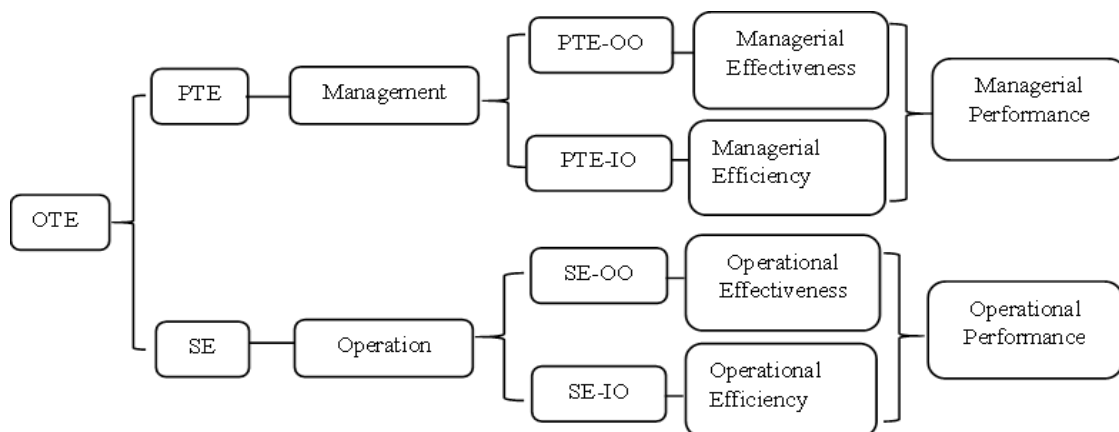 OTE
PTE
Management
PTE-OO
Managerial
Effectiveness
PTE-IO
Managerial
Efficiency
Managerial
Performance
SE
Operation
SE-OO
Operational
Effectiveness
SE-IO
Operational
Efficiency
Operational
Performance